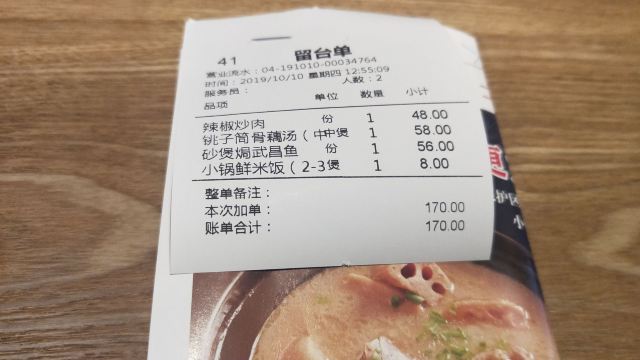 41 留台单
营业流水：04-191010-00034764
时间：2019/10/10 星期四 12:55:09
服务员： 人数：2
品项 单位 数量 小计
辣椒炒肉 份 1 48.00
铫子筒骨藕汤（中中煲 1 58.00
砂煲焗武昌鱼 份 1 56.00
小锅鲜米饭（2-3煲 1 8.00
整单备注：
本次加单： 170.00
账单合计： 170.00
护区
小